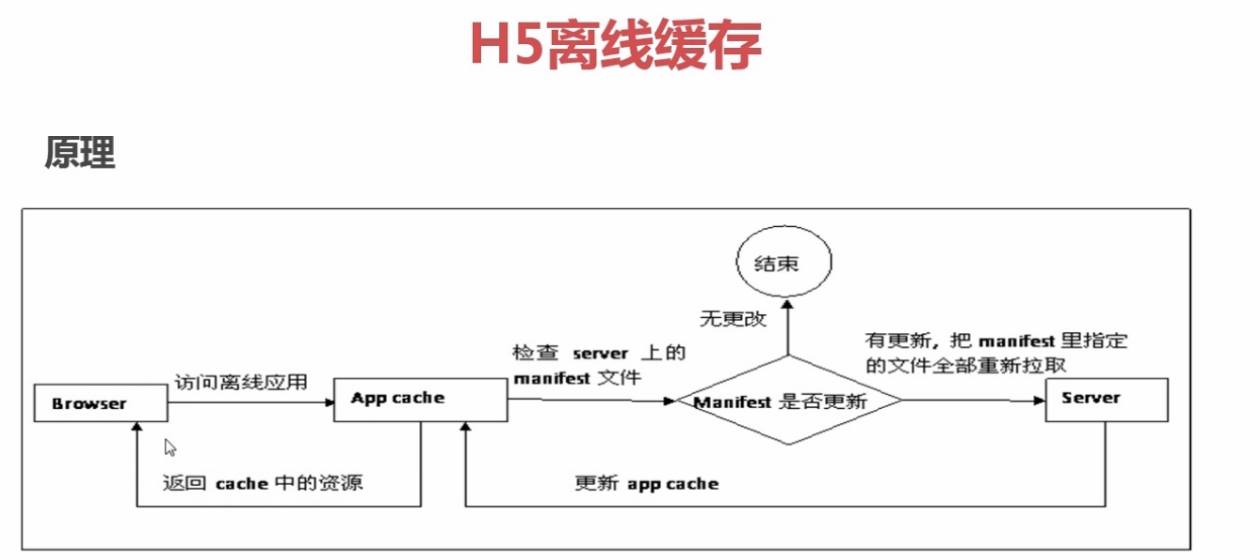 H5离线缓存
原理
结束
无更改
有更新, 把 manifest 里指定
的文件全部重新拉取
检查 server 上的
manifest 文件
访问离线应用
Browser
App cache
Manifest 是否更新
Server
返回 cache 中的资源
更新 app cache